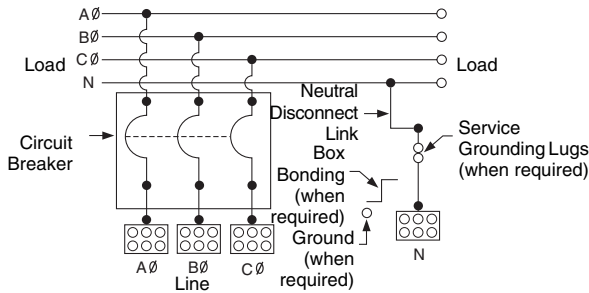 AØ
BØ
CØ
Load
N
Load
Neutral
Disconnect
Link
Box
Circuit
Breaker
Service
Grounding Lugs
(when required)
Bonding
(when
required)
Ground
(when
required)
AØ
BØ
CØ
N
Line